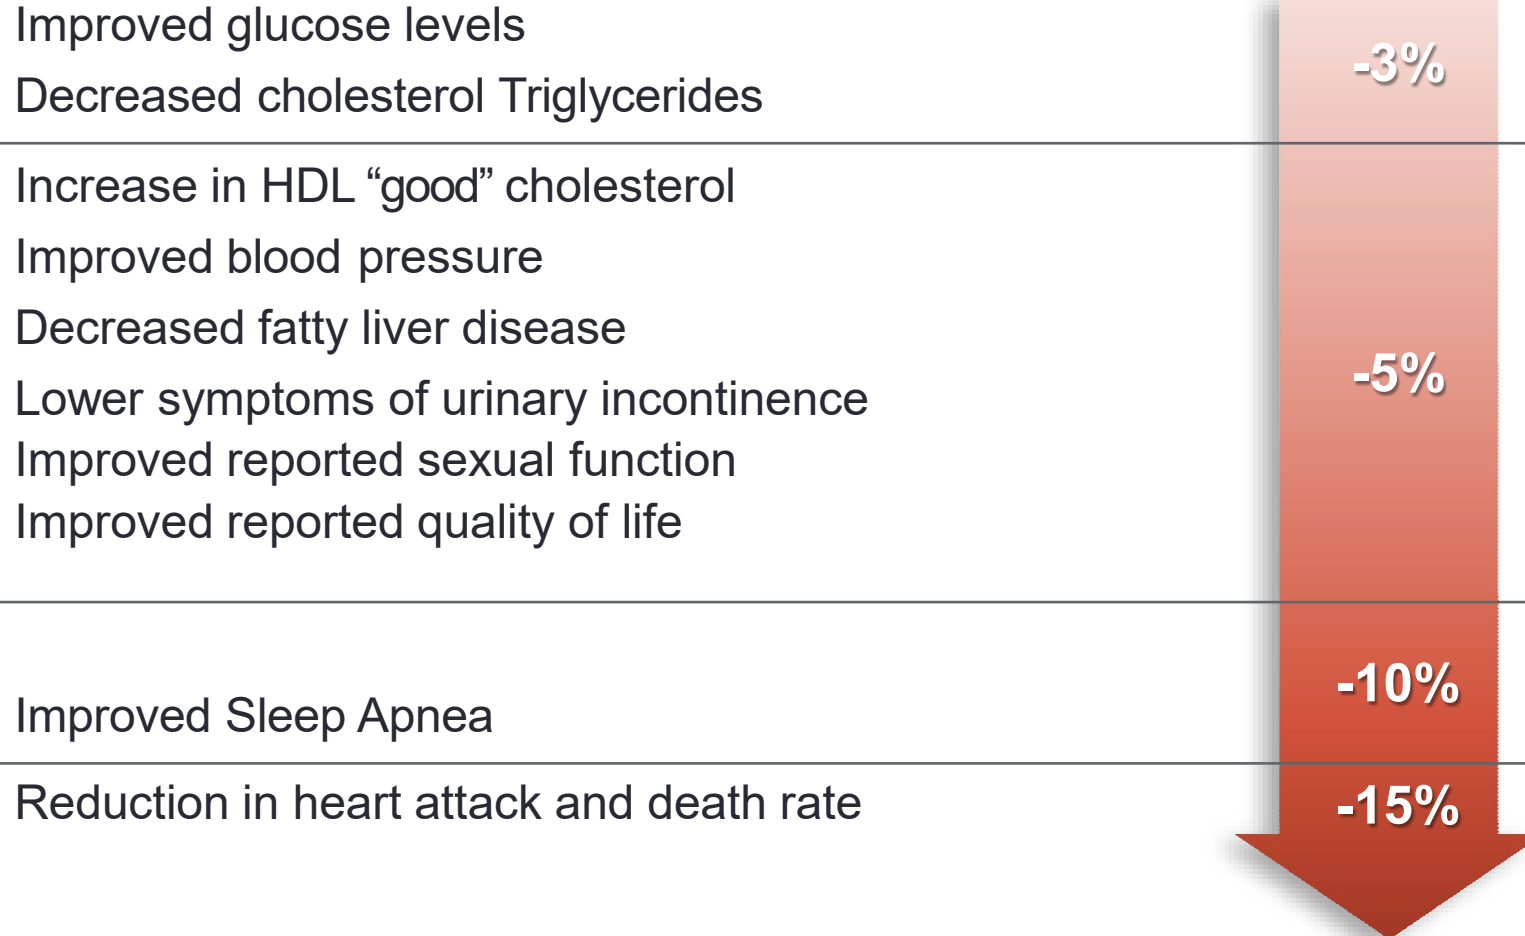 Improved glucose levels
-3%
Decreased cholesterol Triglycerides
Increase in HDL “good” cholesterol
Improved blood pressure
Decreased fatty liver disease
-5%
Lower symptoms of urinary incontinence
Improved reported sexual function
Improved reported quality of life
-10%
Improved Sleep Apnea
Reduction in heart attack and death rate
-15%